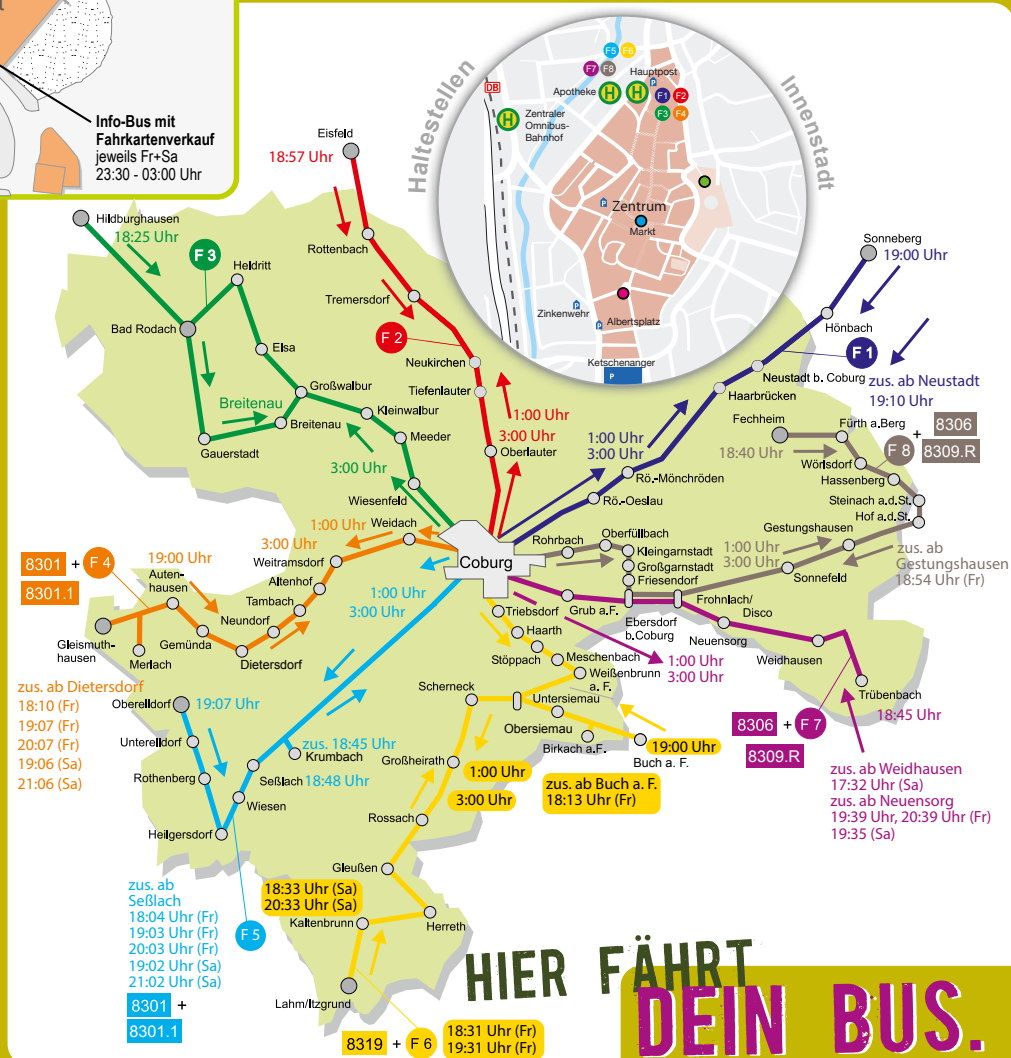 Info-Bus mit
Fahrkartenverkauf
jeweils Fr+Sa
23:30 - 03:00 Uhr
Haltestellen
Innenstadt
F5 F6
F7 F8
Hauptpost
P
Apotheke H H
F1 F2
F3 F4
DB
H Zentraler
Omnibus-
Bahnhof
P Zentrum
Markt
Zinkenwehr P
P Albertsplatz
Ketschenanger
P
Eisfeld
18:57 Uhr
Rottenbach
Tremersdorf
F 2
Neukirchen
Tiefenlauter
1:00 Uhr
3:00 Uhr
Oberlauter
Hildburghausen
18:25 Uhr
F 3
Heldritt
Bad Rodach
Elsa
Großwalbur
Breitenau
Breitenau
Kleinwalbur
Gauerstadt
Meeder
3:00 Uhr
Wiesenfeld
Sonneberg
19:00 Uhr
Hönbach
F 1
Neustadt b. Coburg
zus. ab Neustadt
19:10 Uhr
Haarbrücken
1:00 Uhr
3:00 Uhr
Rö.-Mönchröden
Rö.-Oeslau
Fechheim
18:40 Uhr
Fürth a.Berg
F 8 + 8306
8309.R
Wörlsdorf
Hassenberg
Steinach a.d.St.
Hof a.d.St.
Gestungshausen
1:00 Uhr
3:00 Uhr
zus. ab
Gestungshausen
18:54 Uhr (Fr)
Sonnefeld
Oberfüllbach
Rohrbach
Kleingarnstadt
Großgarnstadt
Friesendorf
Coburg
Weidach
1:00 Uhr
3:00 Uhr
Weitramsdorf
8301 + F 4
8301.1
19:00 Uhr
Auten-
hausen
Altenhof
Tambach
Neundorf
Gleismuth-
hausen
Gemünda
Merlach
Dietersdorf
zus. ab Dietersdorf
18:10 (Fr)
19:07 (Fr)
20:07 (Fr)
19:06 (Sa)
21:06 (Sa)
1:00 Uhr
3:00 Uhr
Oberelldorf
19:07 Uhr
Unterelldorf
Rothenberg
zus. 18:45 Uhr
Krumbach
Seßlach
18:48 Uhr
Wiesen
Heilgersdorf
zus. ab
Seßlach
18:04 Uhr (Fr)
19:03 Uhr (Fr)
20:03 Uhr (Fr)
19:02 Uhr (Sa)
21:02 Uhr (Sa)
F 5
8301 +
8301.1
Triebsdorf
Haarth
Stöppach
Meschenbach
Weißenbrunn
a. F.
Scherneck
Untersiemau
Obersiemau
Birkach a.F.
19:00 Uhr
Buch a. F.
zus. ab Buch a. F.
18:13 Uhr (Fr)
Großheirath
1:00 Uhr
3:00 Uhr
Rossach
Gleußen
18:33 Uhr (Sa)
20:33 Uhr (Sa)
Kaltenbrunn
Herreth
Lahm/Itzgrund
8319 + F 6
18:31 Uhr (Fr)
19:31 Uhr (Fr)
Grub a.F.
Ebersdorf
b.Coburg
Frohnlach/
Disco
Neuensorg
Weidhausen
1:00 Uhr
3:00 Uhr
Trübenbach
18:45 Uhr
8306 + F 7
8309.R
zus. ab Weidhausen
17:32 Uhr (Sa)
zus. ab Neuensorg
19:39 Uhr, 20:39 Uhr (Fr)
19:35 (Sa)
HIER FÄHRT
DEIN BUS.